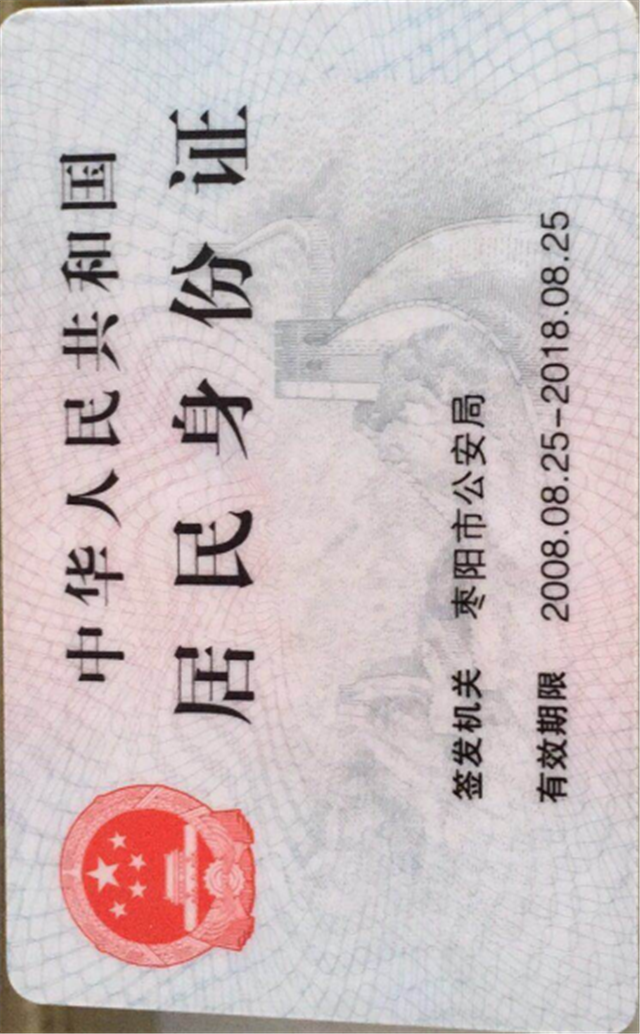 中华人民共和国
居民身份证
签发机关 枣阳市公安局
有效期限 2008.08.25-2018.08.25